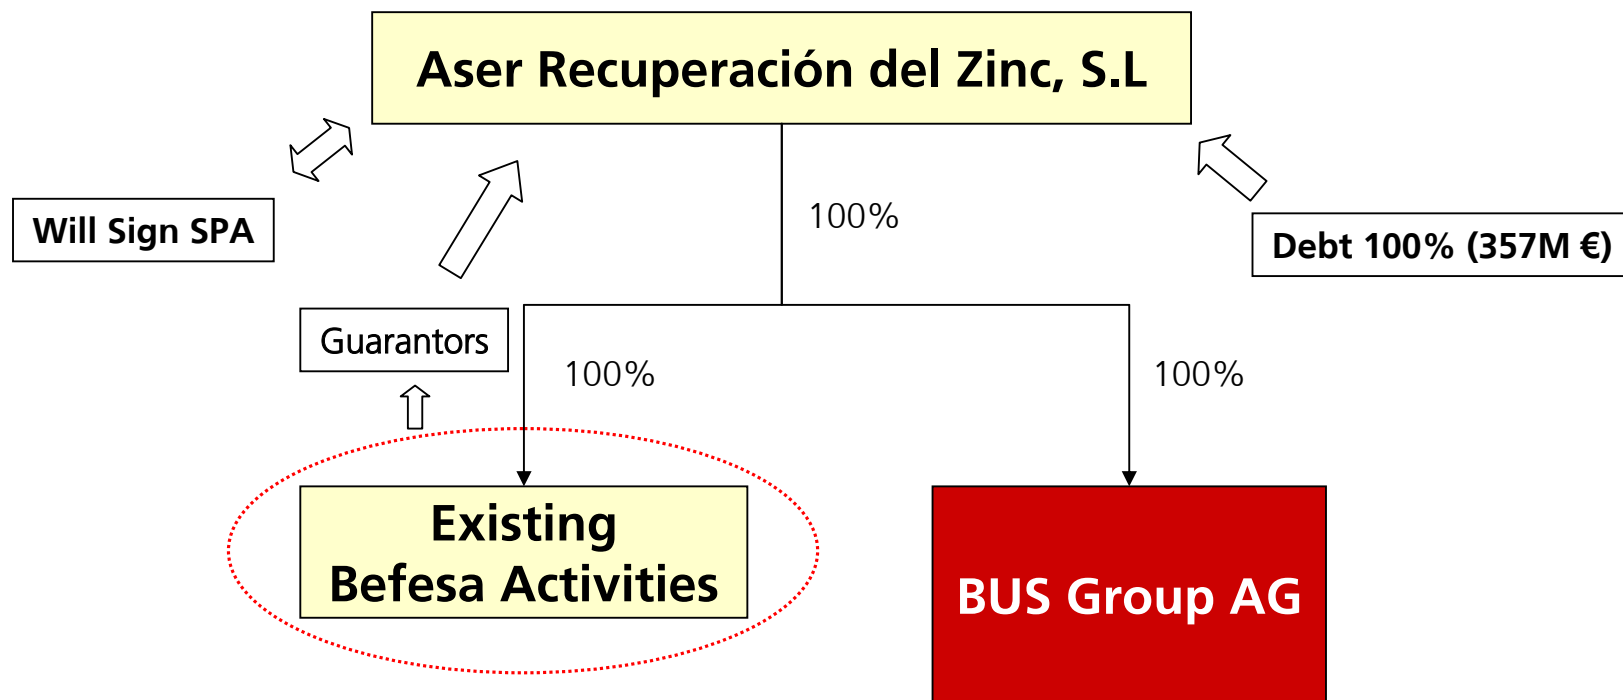 Aser Recuperación del Zinc, S.L
Will Sign SPA
100%
Debt 100% (357M €)
Guarantors
100%
100%
Existing
Befesa Activities
BUS Group AG